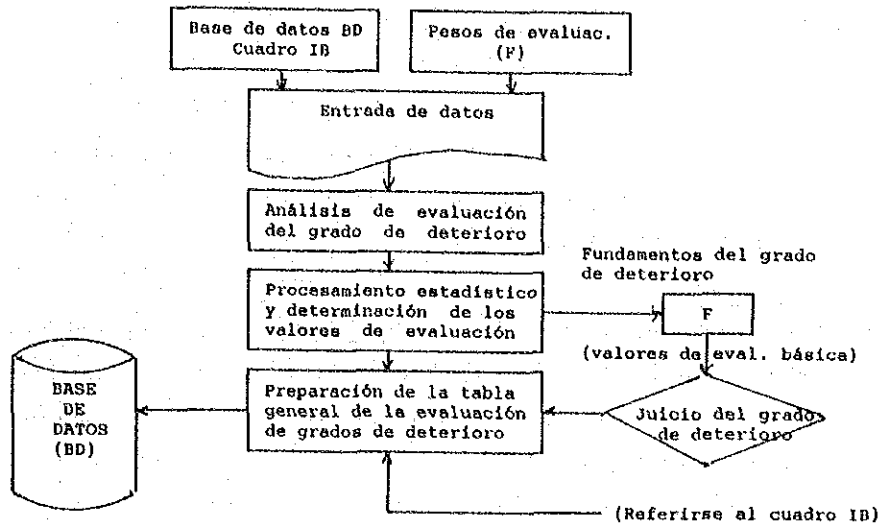 Base de datos BD
Cuadro IB
Pesos de evaluac.
(F)
Entrada de datos
Análisis de evaluación
del grado de deterioro
Fundamentos del grado
de deterioro
Procesamiento estadístico
y determinación de los
valores de evaluación
F
(valores de eval. básica)
BASE
DE
DATOS
(BD)
Preparación de la tabla
general de la evaluación
de grados de deterioro
Juicio del grado
de deterioro
(Referirse al cuadro IB)